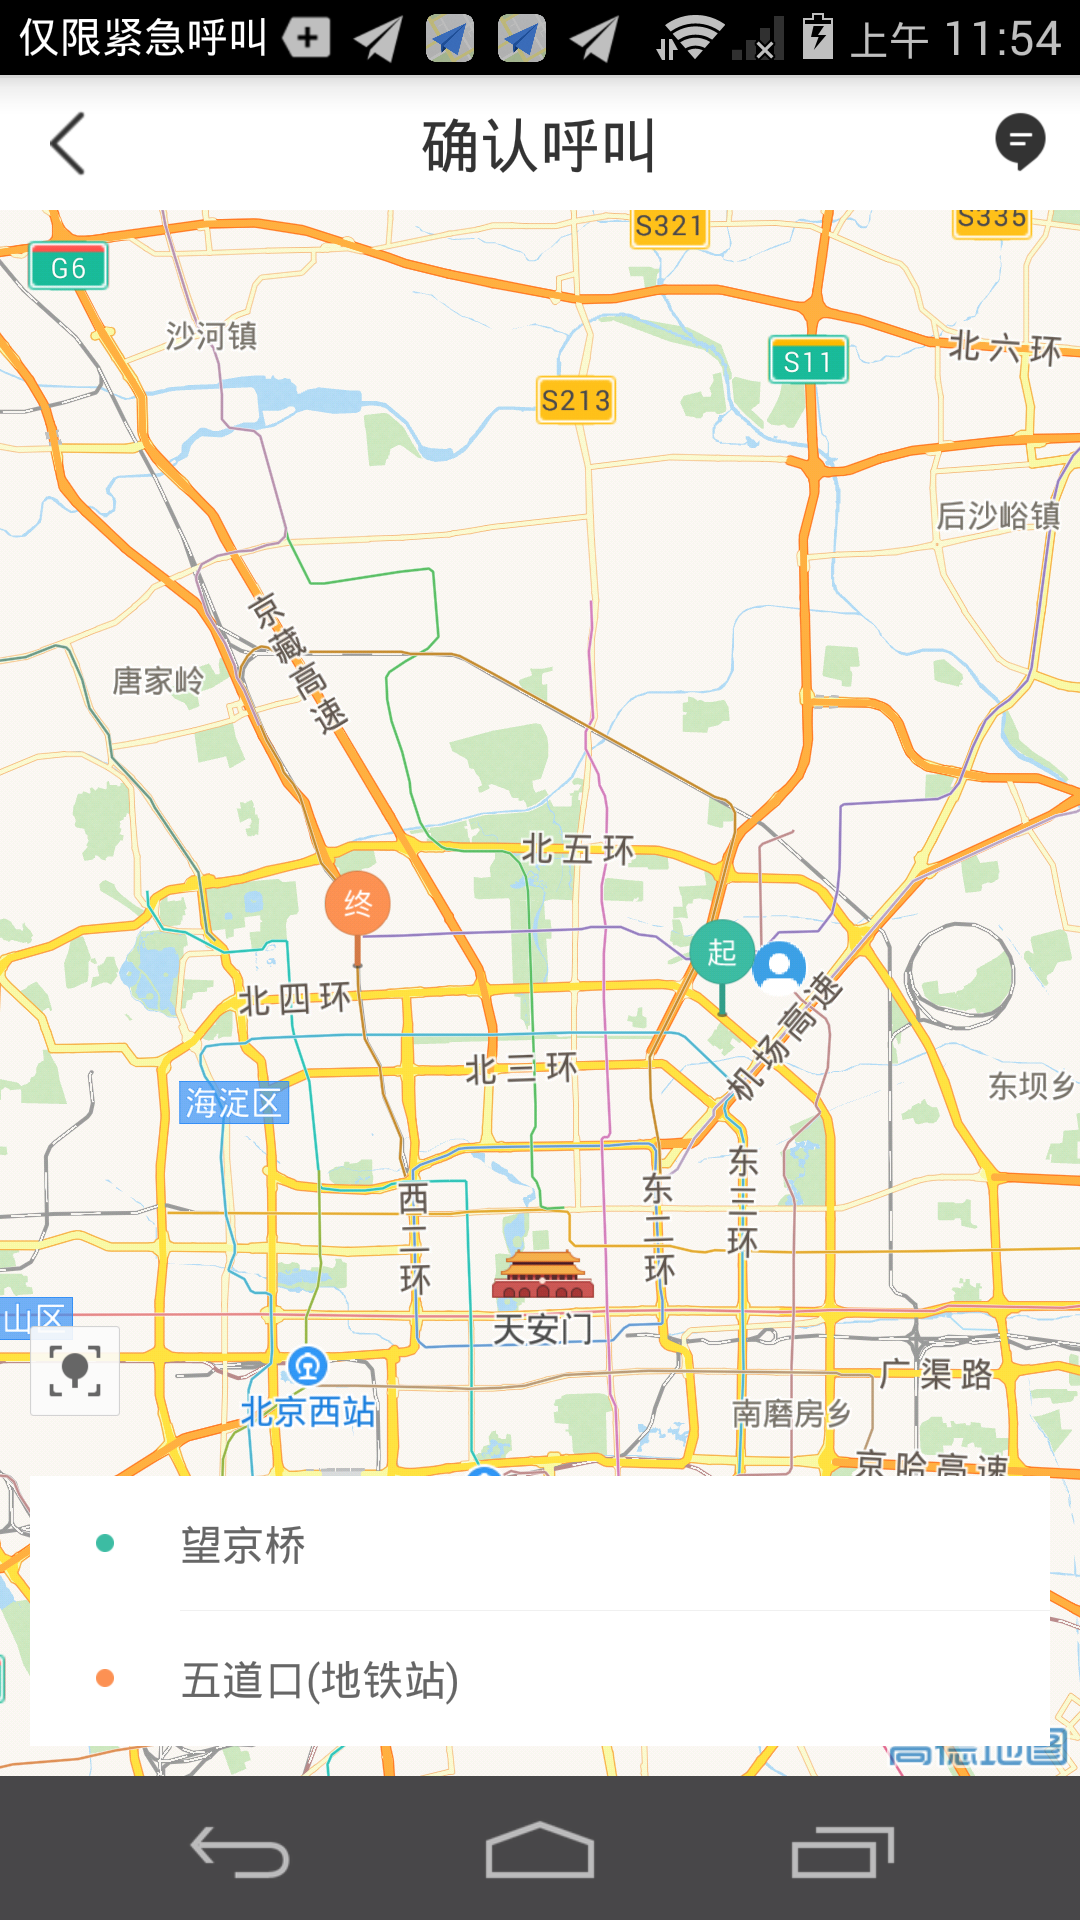 仅限紧急呼叫
上午 11:54
确认呼叫
S321
S335
G6
沙河镇
S11
北六环
S213
后沙峪镇
京藏高速
唐家岭
北五环
终
起
北四环
机场高速
北三环
海淀区
东坝乡
西二环
东二环
东三环
天安门
山区
北京西站
广渠路
南磨房乡
京哈高速
望京桥
五道口(地铁站)
高德地图